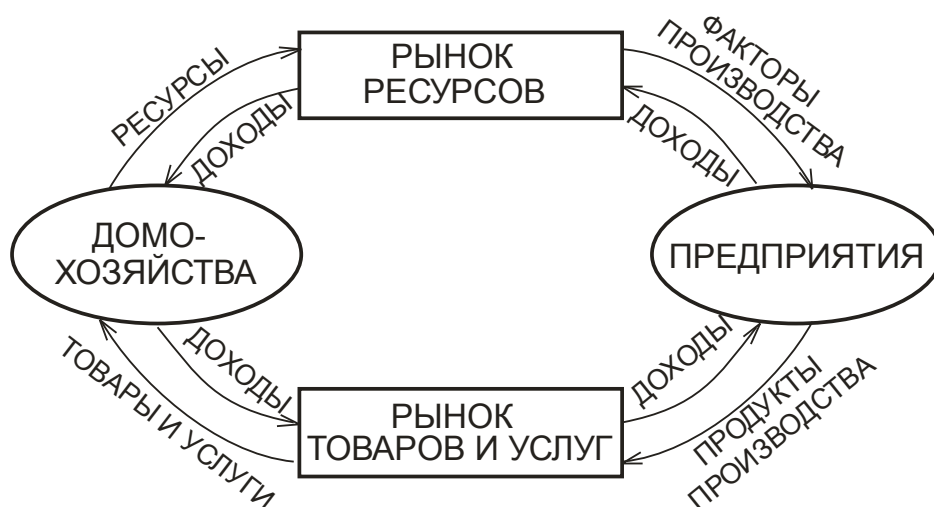 РЫНОК
РЕСУРСОВ
РЕСУРСЫ
ДОХОДЫ
ФАКТОРЫ
ПРОИЗВОДСТВА
ДОХОДЫ
ДОМО-
ХОЗЯЙСТВА
ПРЕДПРИЯТИЯ
ТОВАРЫ И УСЛУГИ
ДОХОДЫ
ДОХОДЫ
ПРОДУКТЫ
ПРОИЗВОДСТВА
РЫНОК
ТОВАРОВ И УСЛУГ